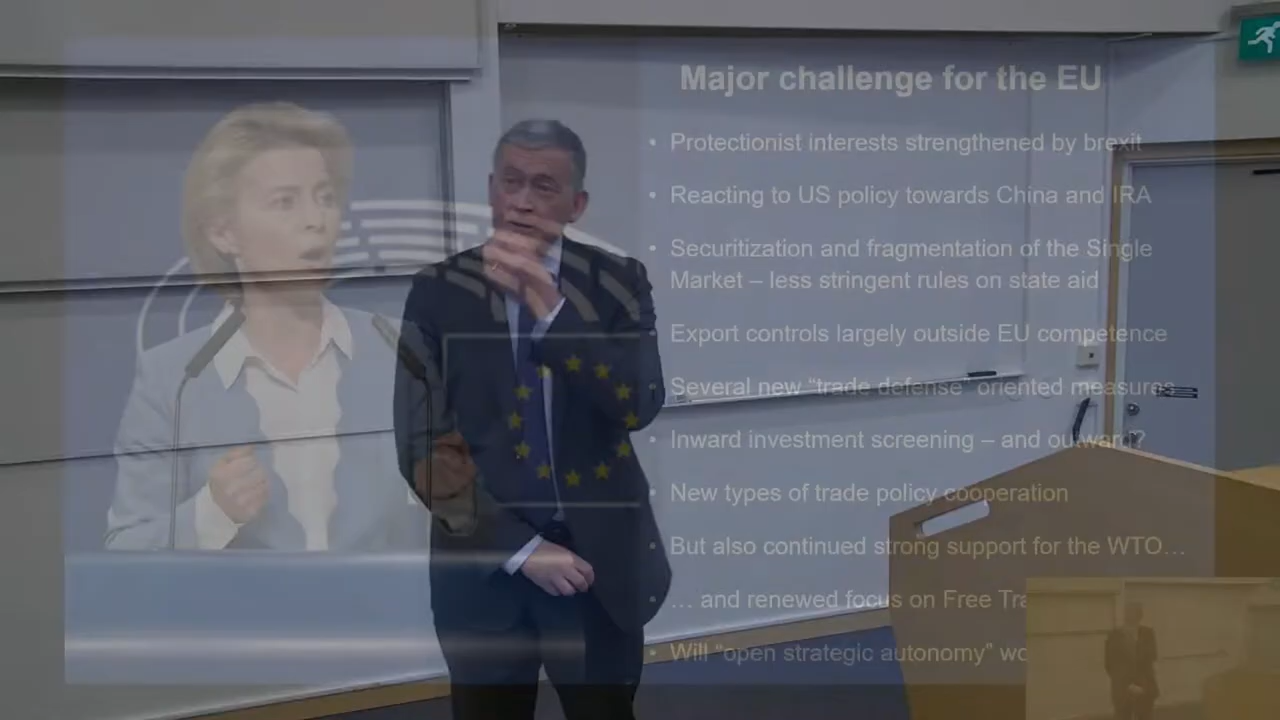 Major challenge for the EU
• Protectionist interests strengthened by brexit
• Reacting to US policy towards China and IRA
• Securitization and fragmentation of the Single
Market – less stringent rules on state aid
• Export controls largely outside EU competence
• Several new “trade defense” oriented measures
• Inward investment screening – and outward?
• New types of trade policy cooperation
• But also continued strong support for the WTO…
• … and renewed focus on Free
• Will “open strategic autonomy”